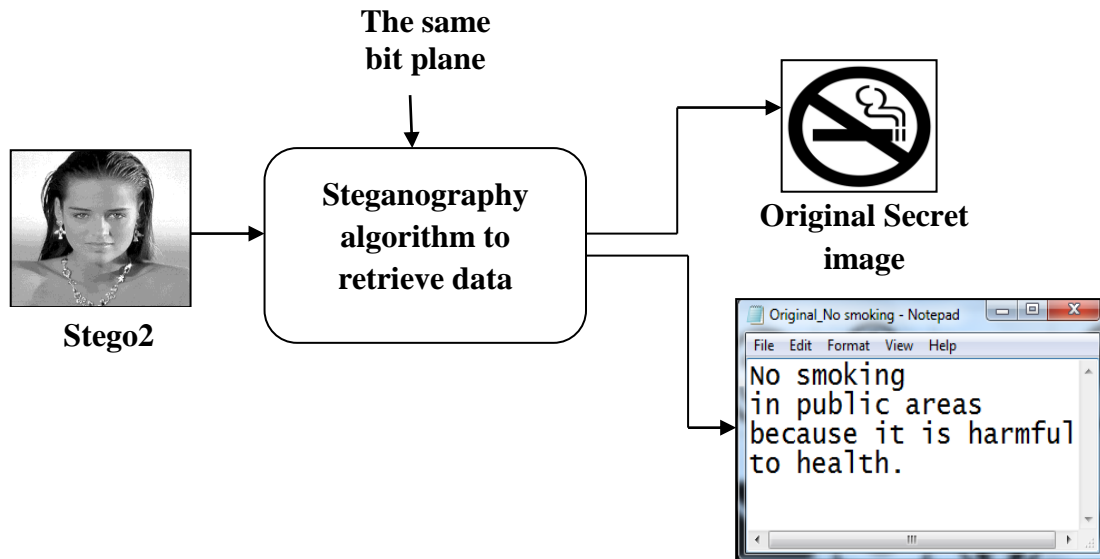 The same
bit plane
Steganography
algorithm to
retrieve data
Stego2
Original Secret
image
Original_No smoking - Notepad
File Edit Format View Help
No smoking
in public areas
because it is harmful
to health.